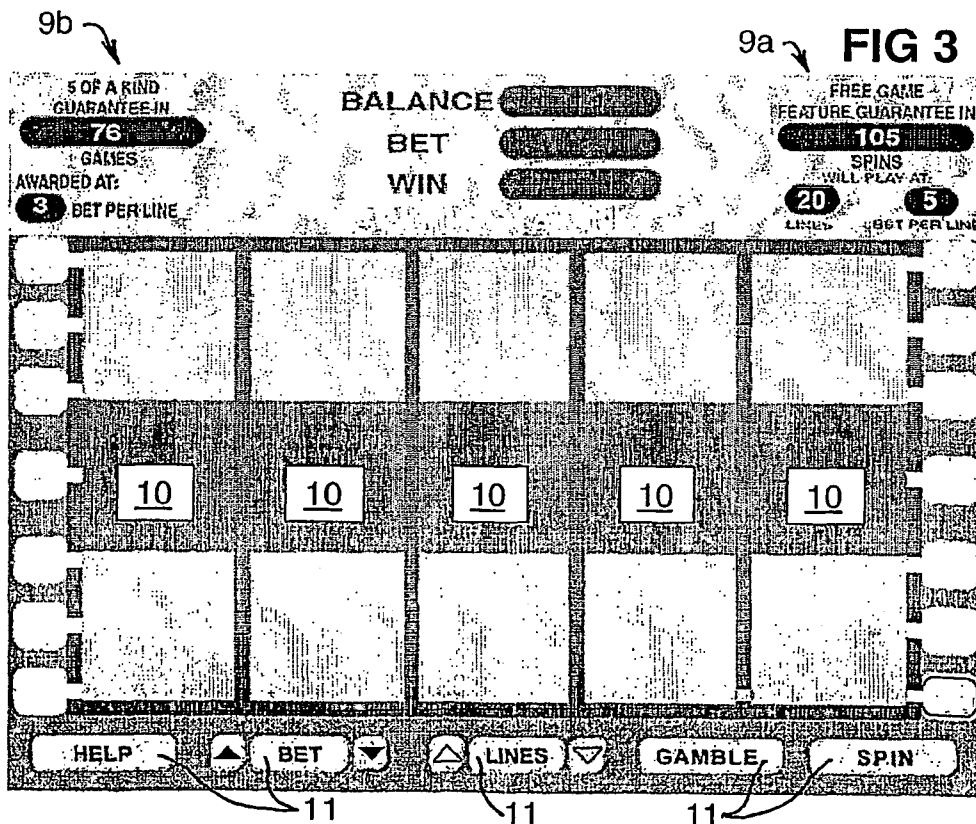 9b
9a
FIG 3
5 OF A KIND
GUARANTEE IN
76
GAMES
AWARDED AT:
3 BET PER LINE
BALANCE
BET
WIN
FREE GAME
FEATURE GUARANTEE IN
105
SPINS
WILL PLAY AT:
20 5
LINES BET PER LINE
10 10 10 10 10
HELP BET LINES GAMBLE SPIN
11 11 11